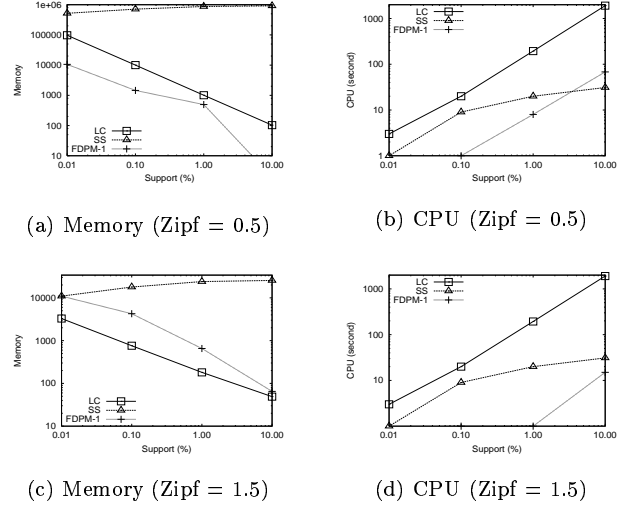 1e+06
100000
10000
1000
100
10
Memory
LC
SS
FDPM-1
0.01 0.10 1.00 10.00
Support (%)
(a) Memory (Zipf = 0.5)
1000
100
10
1
CPU (second)
LC
SS
FDPM-1
0.01 0.10 1.00 10.00
Support (%)
(b) CPU (Zipf = 0.5)
10000
1000
100
10
Memory
LC
SS
FDPM-1
0.01 0.10 1.00 10.00
Support (%)
(c) Memory (Zipf = 1.5)
1000
100
10
CPU (second)
LC
SS
FDPM-1
0.01 0.10 1.00 10.00
Support (%)
(d) CPU (Zipf = 1.5)